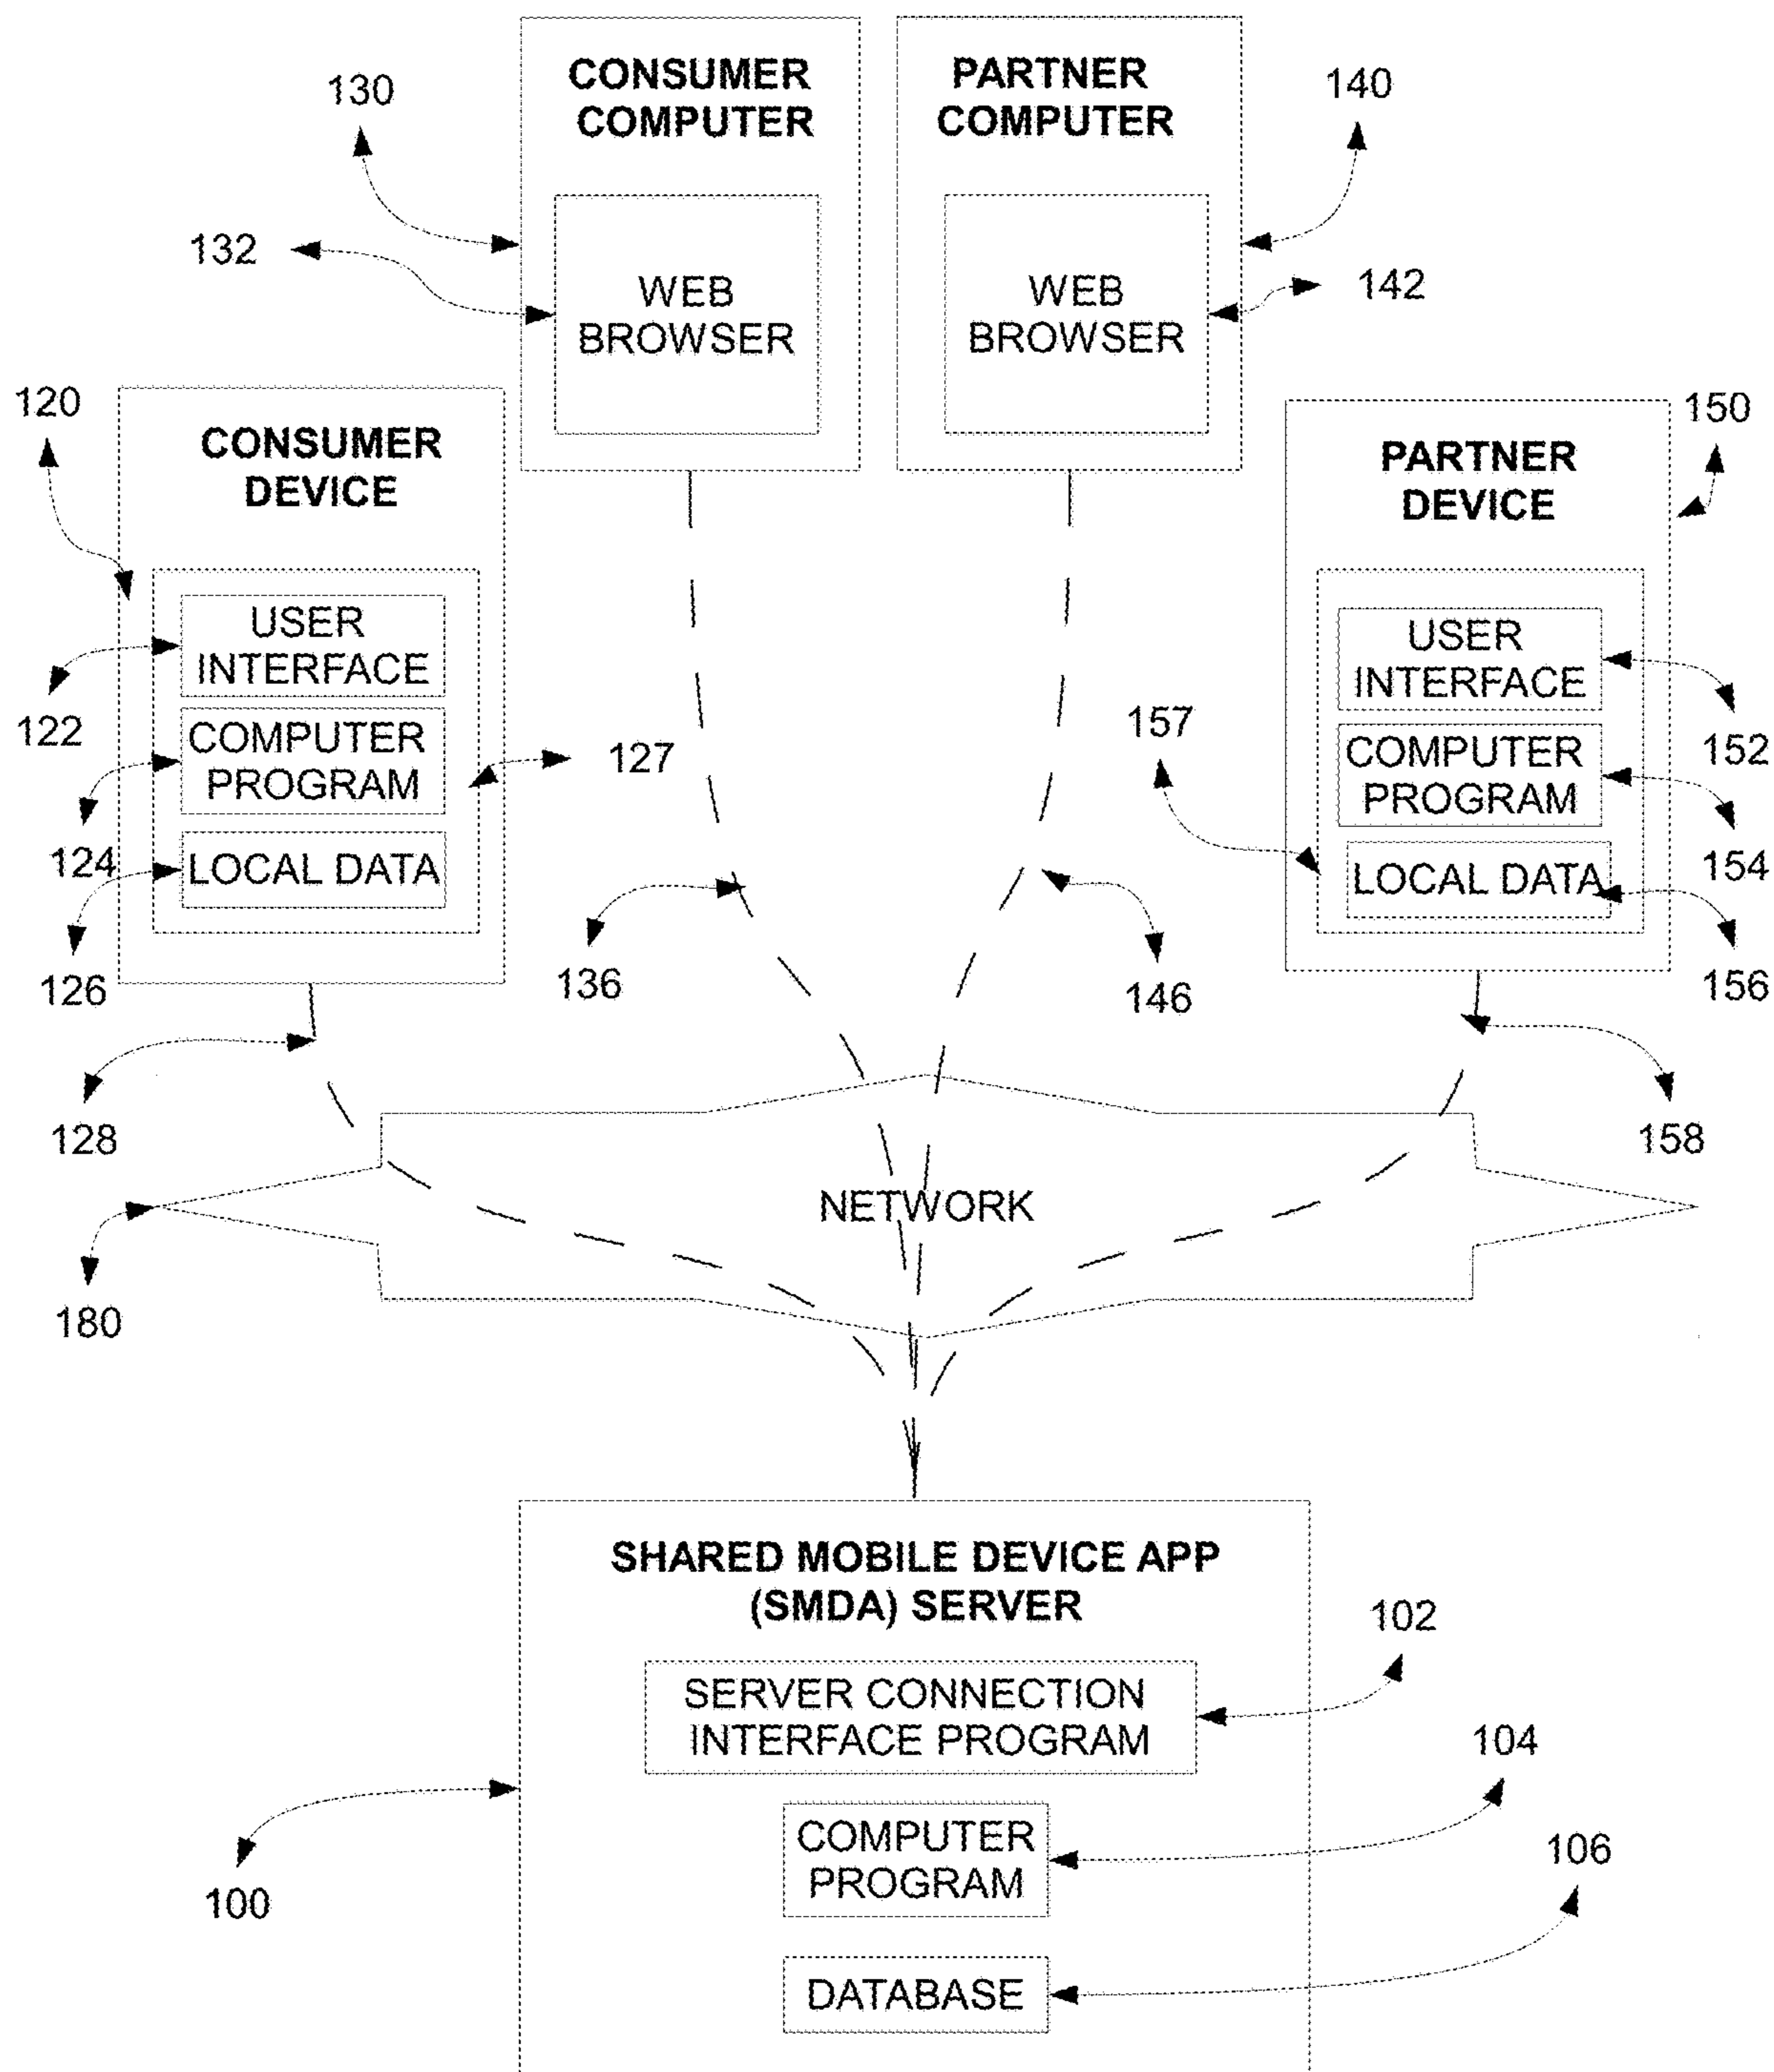 CONSUMER
COMPUTER
PARTNER
COMPUTER
130
140
132
WEB
BROWSER
WEB
BROWSER
142
120
CONSUMER
DEVICE
150
PARTNER
DEVICE
USER
INTERFACE
122
COMPUTER
PROGRAM
127
124
LOCAL DATA
126
136
146
157
USER
INTERFACE
152
COMPUTER
PROGRAM
154
LOCAL DATA
156
128
158
NETWORK
180
SHARED MOBILE DEVICE APP
(SMDA) SERVER
102
SERVER CONNECTION
INTERFACE PROGRAM
104
COMPUTER
PROGRAM
106
100
DATABASE